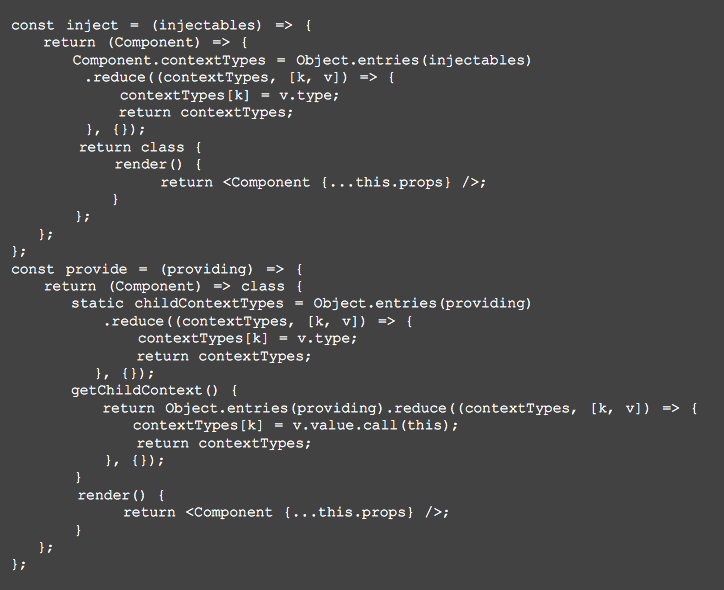 const inject = (injectables) => {
return (Component) => {
Component.contextTypes = Object.entries(injectables)
.reduce((contextTypes, [k, v]) => {
contextTypes[k] = v.type;
return contextTypes;
}, {});
return class {
render() {
return <Component {...this.props} />;
}
};
};
};
const provide = (providing) => {
return (Component) => class {
static childContextTypes = Object.entries(providing)
.reduce((contextTypes, [k, v]) => {
contextTypes[k] = v.type;
return contextTypes;
}, {});
getChildContext() {
return Object.entries(providing).reduce((contextTypes, [k, v]) => {
contextTypes[k] = v.value.call(this);
return contextTypes;
}, {});
}
render() {
return <Component {...this.props} />;
}
};
};